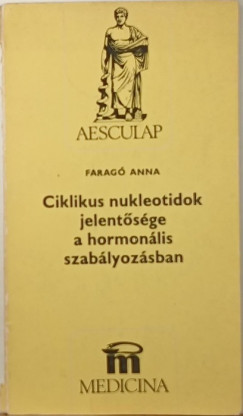 AESCULAP
FARAGÓ ANNA
Ciklikus nukleotidok
jelentősége
a hormonális
szabályozásban
m
MEDICINA